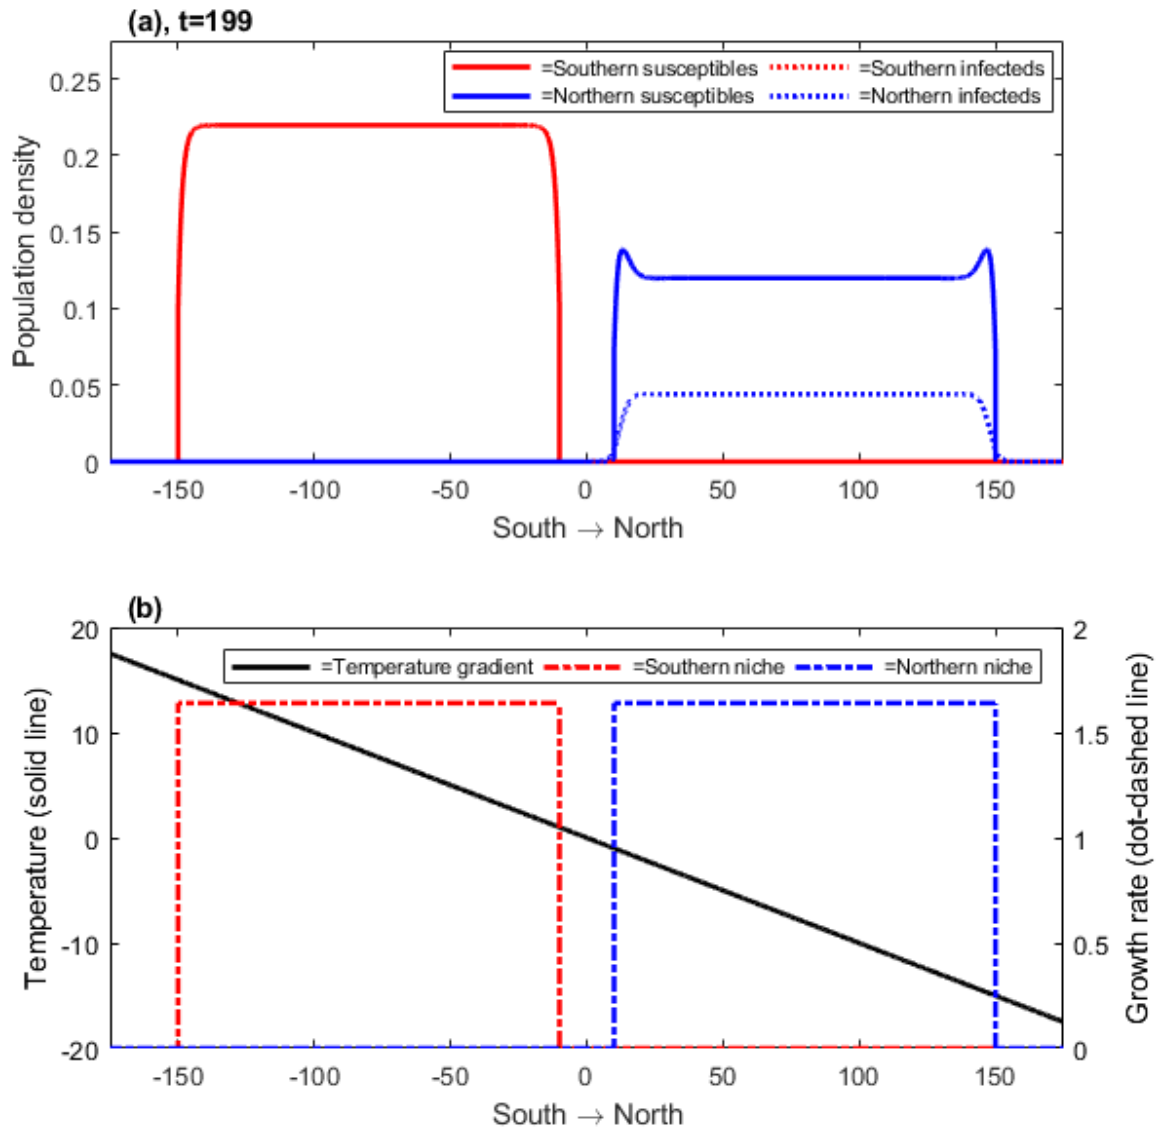 (a), t=199
=Southern susceptibles =Southern infecteds
=Northern susceptibles =Northern infecteds
Population density
0.25
0.2
0.15
0.1
0.05
0
-150 -100 -50 0 50 100 150
South → North
(b)
=Temperature gradient =Southern niche =Northern niche
Temperature (solid line)
20
10
0
-10
-20
2
1.5
1
0.5
0
Growth rate (dot-dashed line)
-150 -100 -50 0 50 100 150
South → North